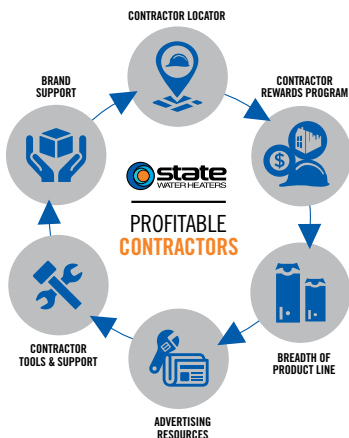 CONTRACTOR LOCATOR
CONTRACTOR
REWARDS PROGRAM
$
BREADTH OF
PRODUCT LINE
ADVERTISING
RESOURCES
CONTRACTOR
TOOLS & SUPPORT
BRAND
SUPPORT
state
WATER HEATERS
PROFITABLE
CONTRACTORS